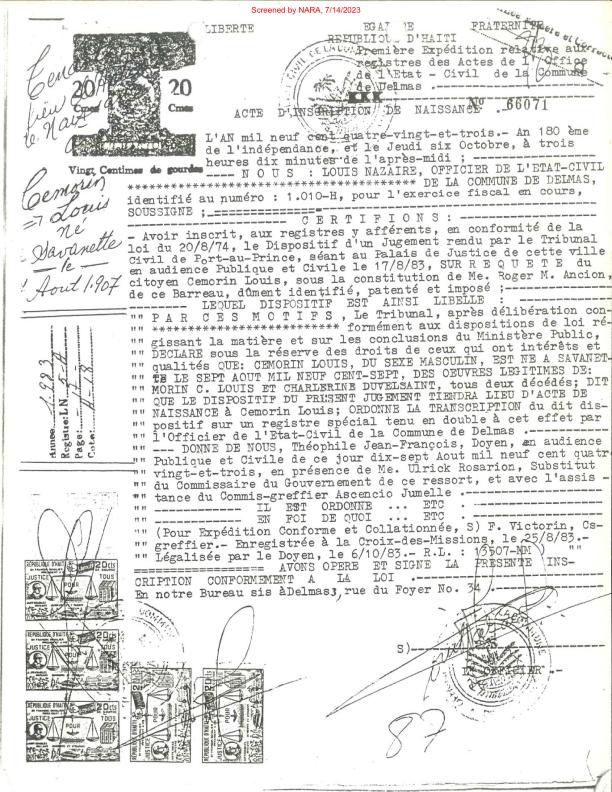 Screened by NARA, 7/14/2023
LIBERTE EGALITE FRATERNITE
REPUBLIQUE D'HAITI
Première Expédition relative aux
registres des Actes de l'Office
de l'Etat - Civil de la Commune
de Delmas .-
20 20
Cmes Cmes
Vingt Centimes de gourdes
ACTE D'INSCRIPTION DE NAISSANCE No .66071
L'AN mil neuf cent quatre-vingt-et-trois.- An 180 ème
de l'indépendance, et le Jeudi six Octobre, à trois
heures dix minutes de l'après-midi ;
---- N O U S : LOUIS NAZAIRE, OFFICIER DE L'ETAT-CIVIL
DE LA COMMUNE DE DELMAS,
identifié au numéro : 1.010-H, pour l'exercice fiscal en cours,
SOUSSIGNE ;
C E R T I F I O N S :
- Avoir inscrit, aux registres y afférents, en conformité de la
loi du 20/8/74, le Dispositif d'un Jugement rendu par le Tribunal
Civil de Port-au-Prince, séant au Palais de Justice de cette ville
en audience Publique et Civile le 17/8/83, SUR R E Q U E T E du
citoyen Cemorin Louis, sous la constitution de Me. Roger M. Ancion,
de ce Barreau, dûment identifié, patenté et imposé ;
LEQUEL DISPOSITIF EST AINSI LIBELLE :
"" P A R C E S M O T I F S , Le Tribunal, après délibération con-
"" formément aux dispositions de loi ré-
"" gissant la matière et sur les conclusions du Ministère Public,
"" DECLARE sous la réserve des droits de ceux qui ont intérêts et
"" qualités QUE: CEMORIN LOUIS, DU SEXE MASCULIN, EST NE A SAVANET-
"" TE LE SEPT AOUT MIL NEUF CENT-SEPT, DES OEUVRES LEGITIMES DE:
"" MORIN C. LOUIS ET CHARLERINE DUVELSAINT, tous deux décédés; DIT
"" QUE LE DISPOSITIF DU PRESENT JUGEMENT TIENDRA LIEU D'ACTE DE
"" NAISSANCE à Cemorin Louis; ORDONNE LA TRANSCRIPTION du dit dis-
"" positif sur un registre spécial tenu en double à cet effet par
"" l'Officier de l'Etat-Civil de la Commune de Delmas .-
"" --- DONNE DE NOUS, Théophile Jean-François, Doyen, en audience
"" Publique et Civile de ce jour dix-sept Aout mil neuf cent quatre
"" vingt-et-trois, en présence de Me. Ulrick Rosarion, Substitut
"" du Commissaire du Gouvernement de ce ressort, et avec l'assis -
"" tance du Commis-greffier Ascencio Jumelle .-
"" IL EST ORDONNE ... ETC .
"" EN FOI DE QUOI ... ETC .
"" (Pour Expédition Conforme et Collationnée, S) F. Victorin, Cs-
"" greffier.- Enregistrée à la Croix-des-Missions, le 25/8/83.-
"" Légalisée par le Doyen, le 6/10/83.- R.L. : 13507-MM ""
AVONS OPERE ET SIGNE LA PRESENTE INS-
CRIPTION CONFORMEMENT A LA LOI .-
En notre Bureau sis à Delmas 3, rue du Foyer No. 34 .-
S)
L'OFFICIER .-
87
Cemorin
Louis
né
Savanette
le
Aout 1.907
Annee 1.983
Registre: L N
Page:
Cote:
REPUBLIQUE D'HAITI 20cts
JUSTICE POUR TOUS